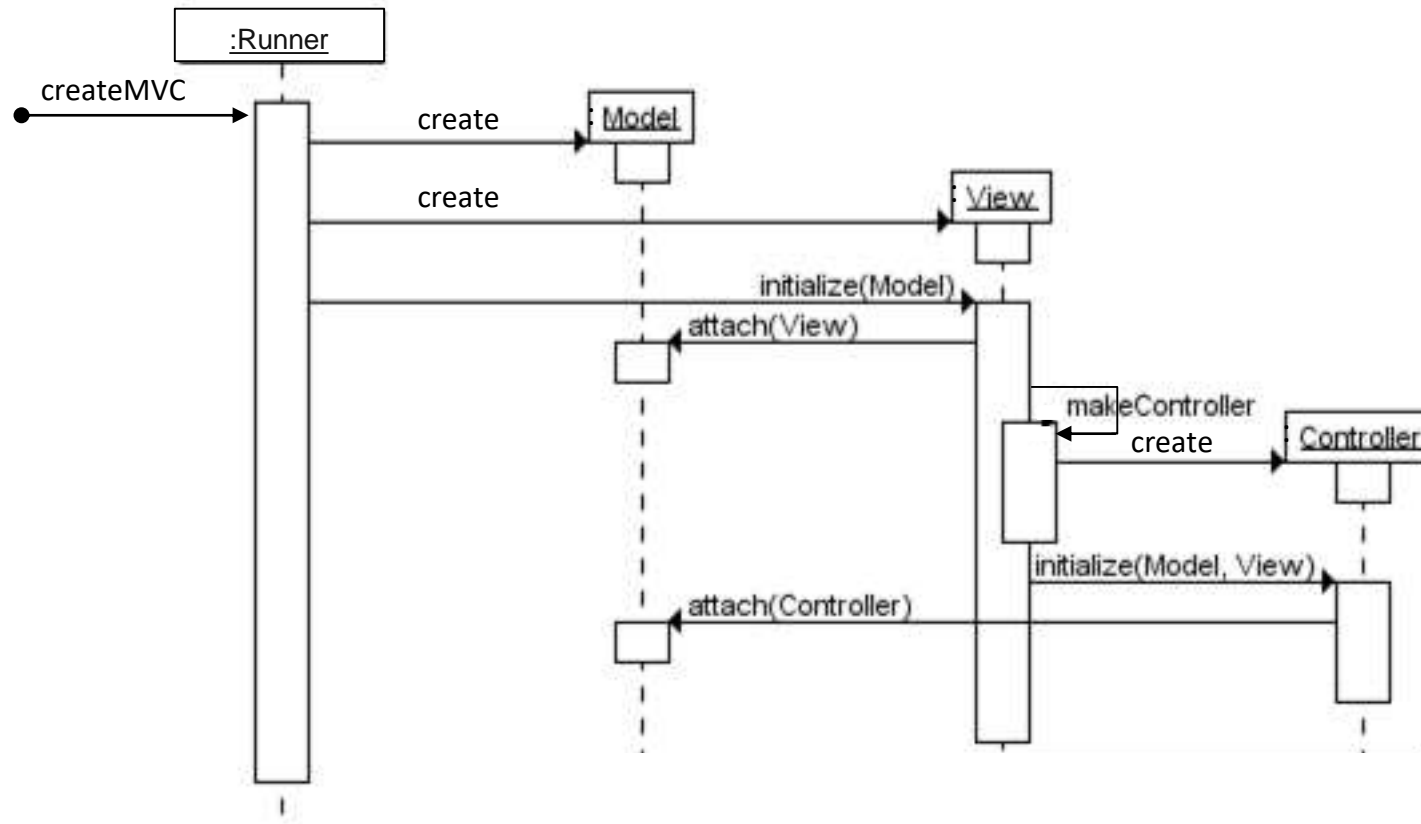 :Runner
createMVC
create
:Model
create
:View
initialize(Model)
attach(View)
makeController
create
:Controller
initialize(Model, View)
attach(Controller)